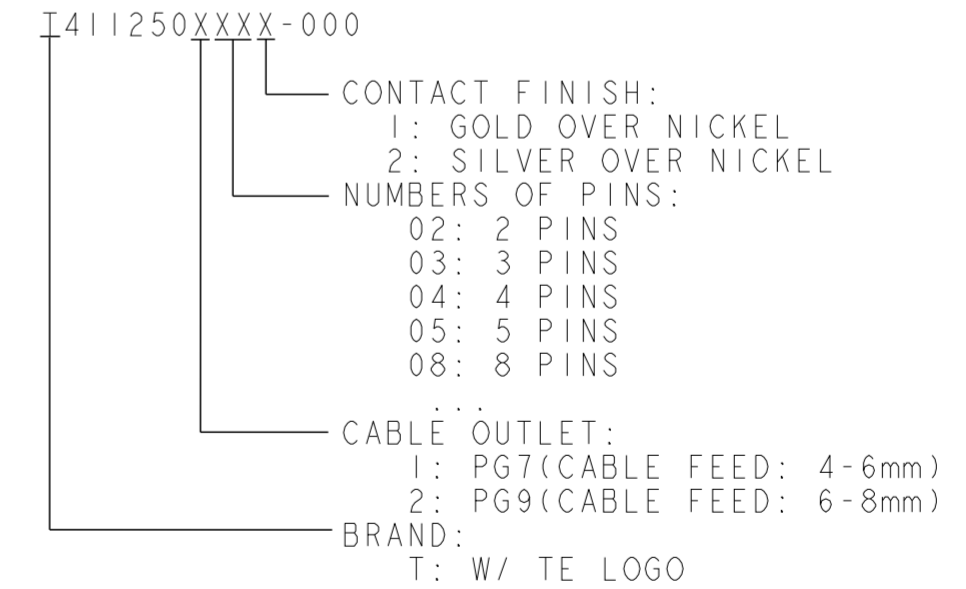 T411250XXXX-000
CONTACT FINISH:
1: GOLD OVER NICKEL
2: SILVER OVER NICKEL
NUMBERS OF PINS:
02: 2 PINS
03: 3 PINS
04: 4 PINS
05: 5 PINS
08: 8 PINS
...
CABLE OUTLET:
1: PG7(CABLE FEED: 4-6mm)
2: PG9(CABLE FEED: 6-8mm)
BRAND:
T: W/ TE LOGO